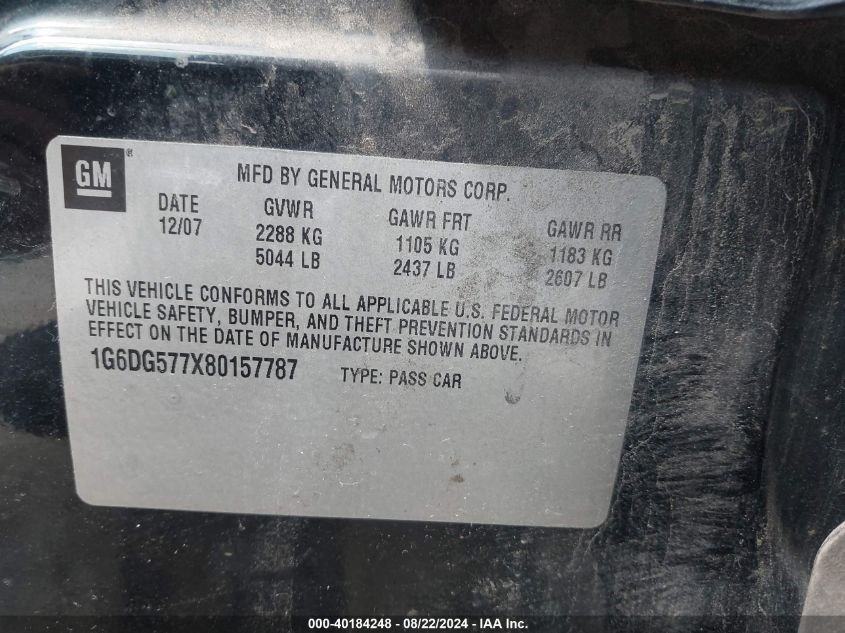 GM®
MFD BY GENERAL MOTORS CORP.
DATE GVWR GAWR FRT GAWR RR
12/07 2288 KG 1105 KG 1183 KG
5044 LB 2437 LB 2607 LB
THIS VEHICLE CONFORMS TO ALL APPLICABLE U.S. FEDERAL MOTOR
VEHICLE SAFETY, BUMPER, AND THEFT PREVENTION STANDARDS IN
EFFECT ON THE DATE OF MANUFACTURE SHOWN ABOVE.
1G6DG577X80157787 TYPE: PASS CAR
000-40184248 - 08/22/2024 - IAA Inc.